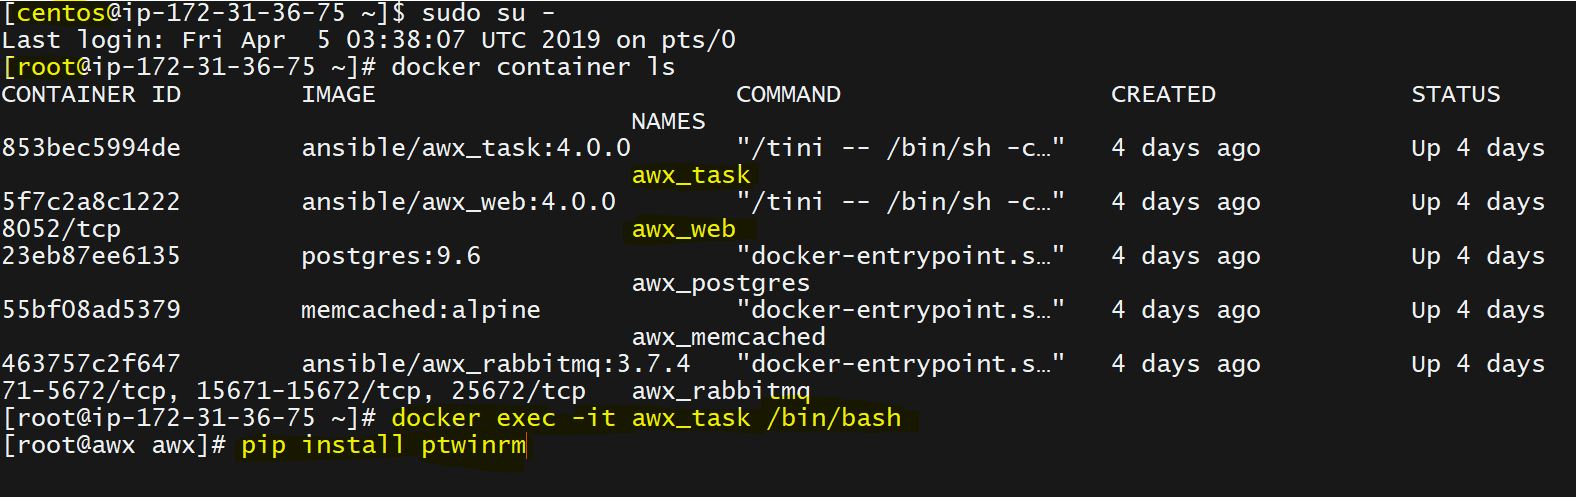 [centos@ip-172-31-36-75 ~]$ sudo su -
Last login: Fri Apr  5 03:38:07 UTC 2019 on pts/0
[root@ip-172-31-36-75 ~]# docker container ls
CONTAINER ID        IMAGE                        COMMAND                  CREATED             STATUS
                                          NAMES
853bec5994de        ansible/awx_task:4.0.0       "/tini -- /bin/sh -c…"   4 days ago          Up 4 days
                                          awx_task
5f7c2a8c1222        ansible/awx_web:4.0.0        "/tini -- /bin/sh -c…"   4 days ago          Up 4 days
8052/tcp                                  awx_web
23eb87ee6135        postgres:9.6                 "docker-entrypoint.s…"   4 days ago          Up 4 days
                                          awx_postgres
55bf08ad5379        memcached:alpine             "docker-entrypoint.s…"   4 days ago          Up 4 days
                                          awx_memcached
463757c2f647        ansible/awx_rabbitmq:3.7.4   "docker-entrypoint.s…"   4 days ago          Up 4 days
71-5672/tcp, 15671-15672/tcp, 25672/tcp   awx_rabbitmq
[root@ip-172-31-36-75 ~]# docker exec -it awx_task /bin/bash
[root@awx awx]# pip install ptwinrm